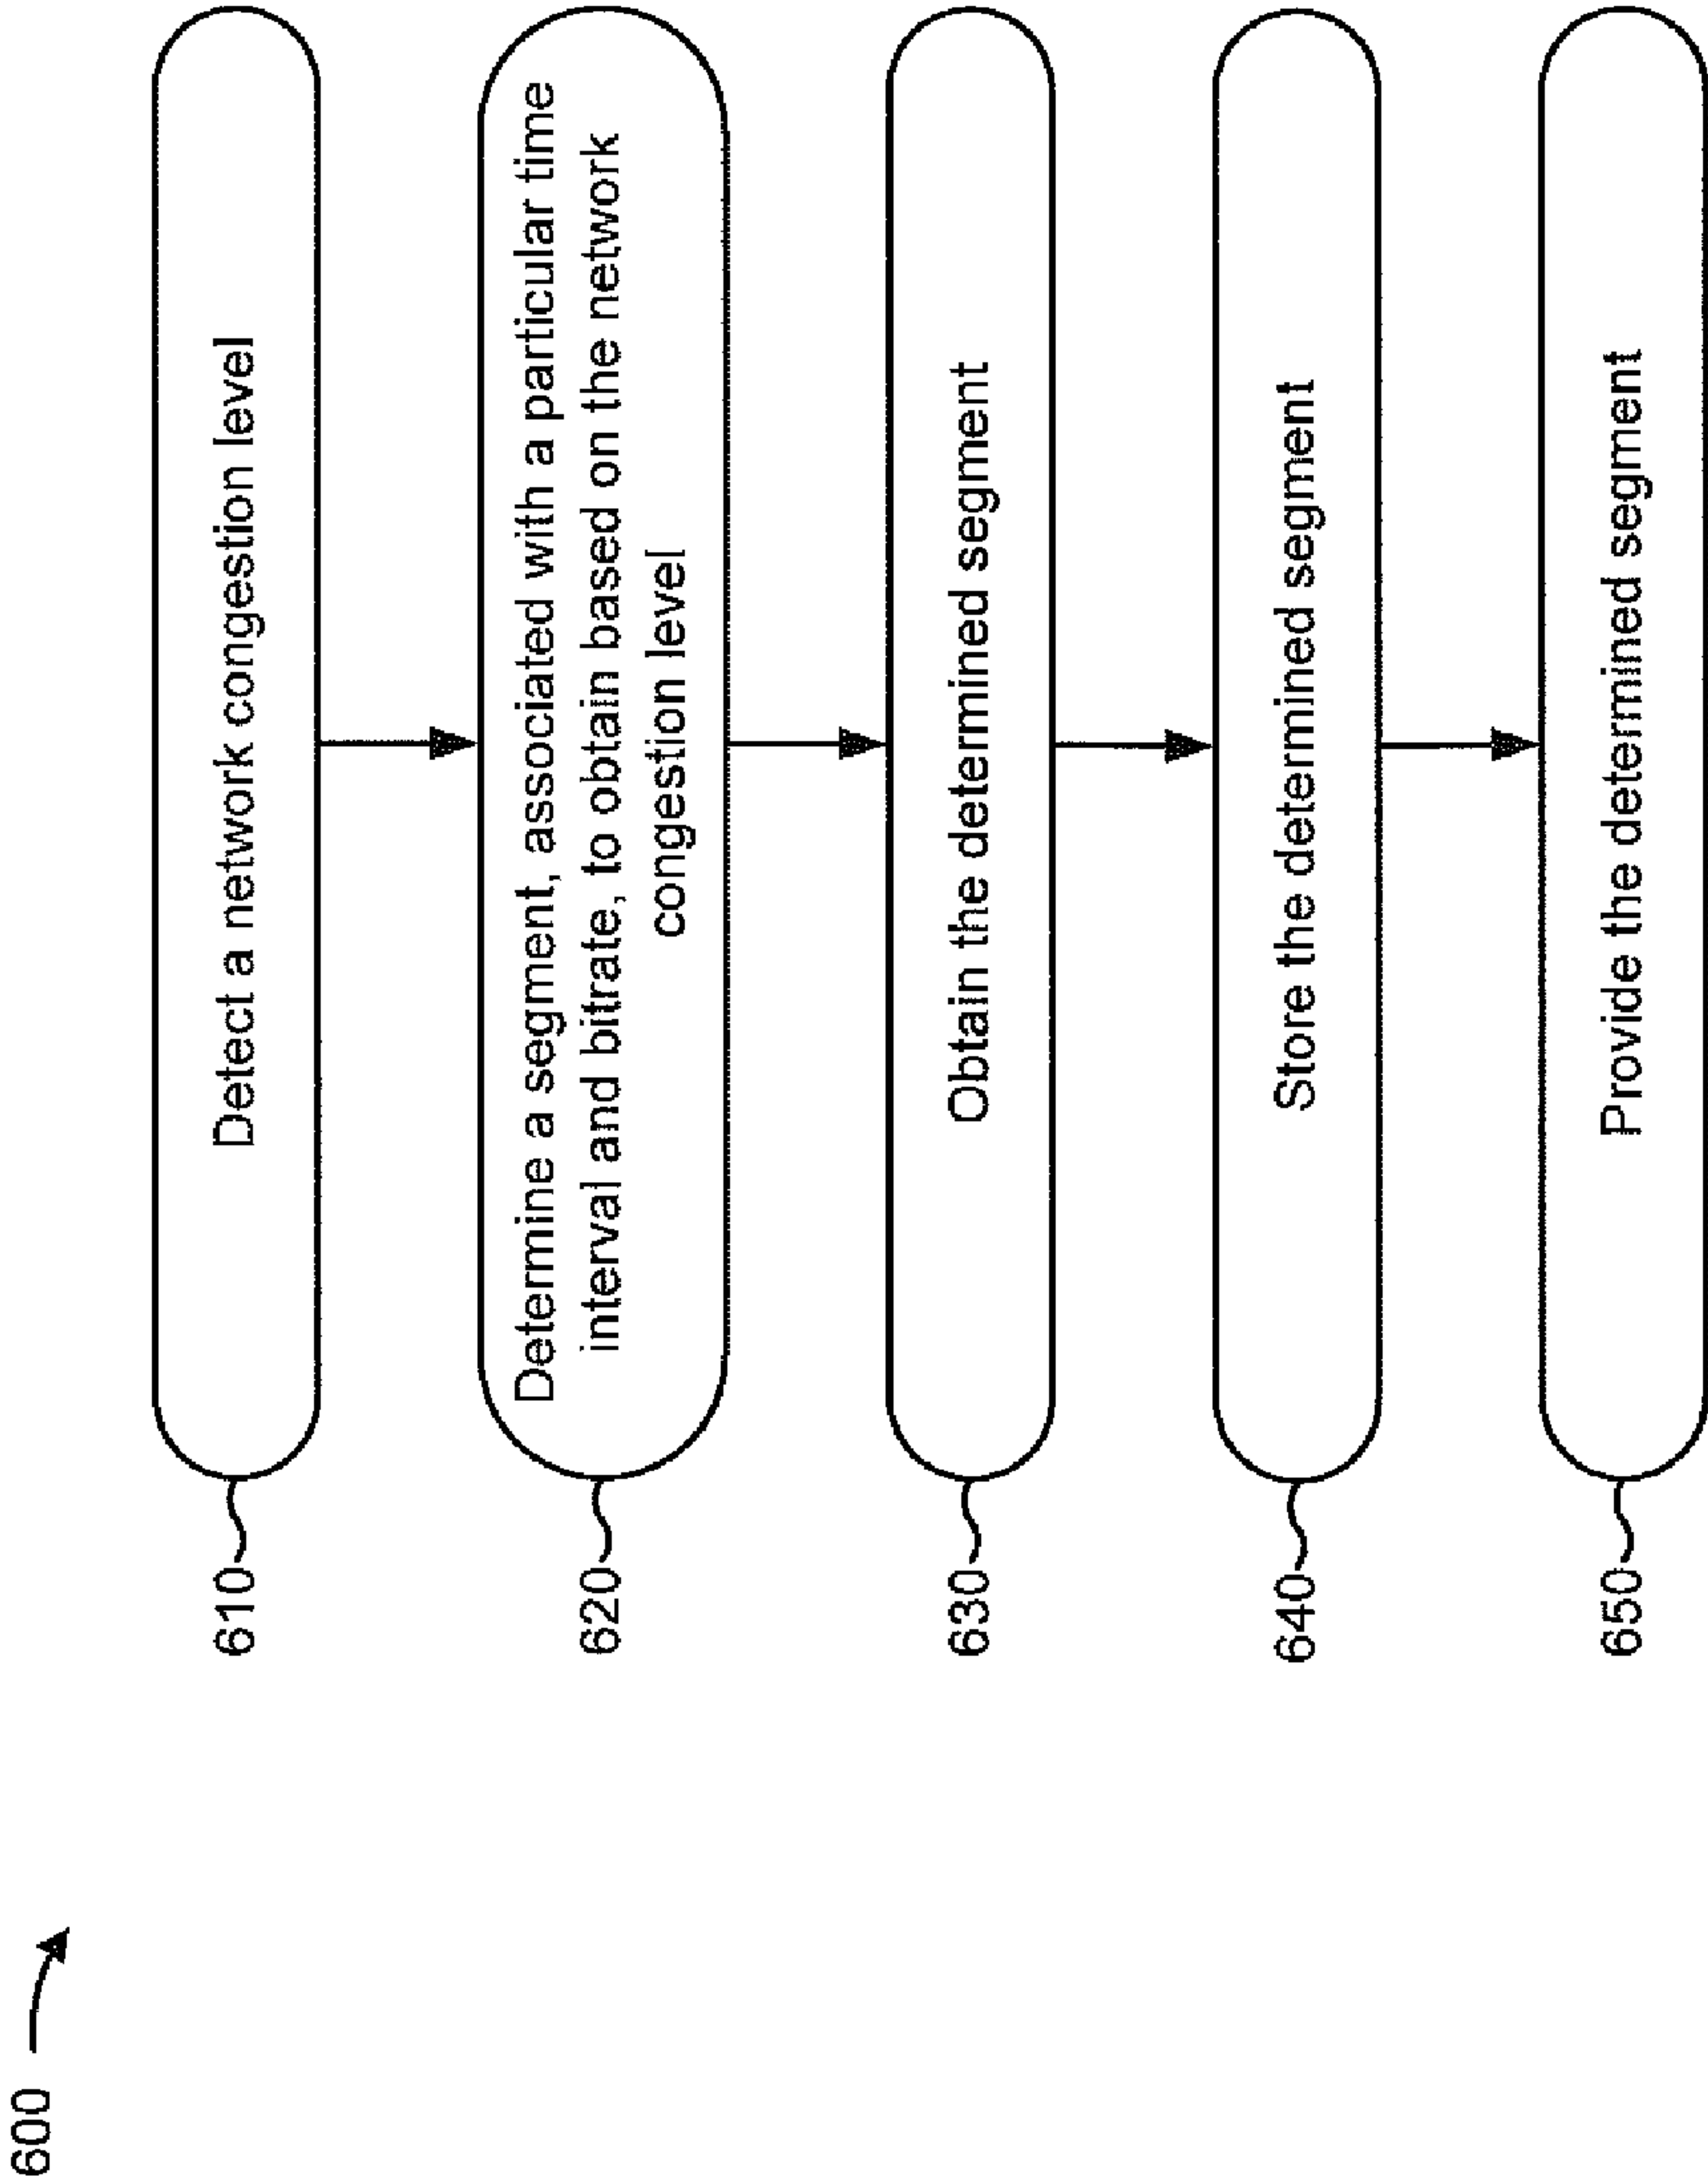 600
610
Detect a network congestion level
620
Determine a segment, associated with a particular time
interval and bitrate, to obtain based on the network
congestion level
630
Obtain the determined segment
640
Store the determined segment
650
Provide the determined segment